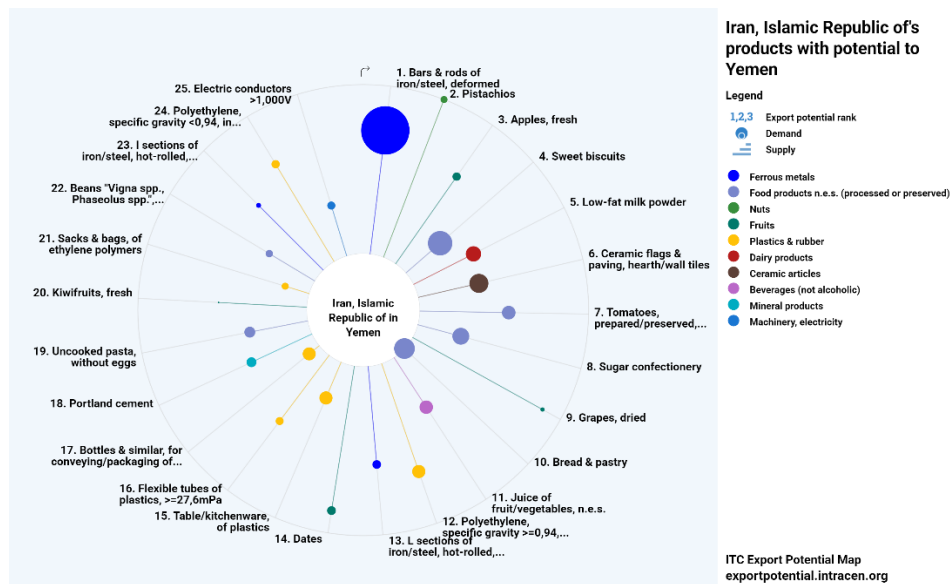 Iran, Islamic Republic of's
products with potential to
Yemen
Legend
1,2,3 Export potential rank
Demand
Supply
Ferrous metals
Food products n.e.s. (processed or preserved)
Nuts
Fruits
Plastics & rubber
Dairy products
Ceramic articles
Beverages (not alcoholic)
Mineral products
Machinery, electricity
1. Bars & rods of
iron/steel, deformed
2. Pistachios
3. Apples, fresh
4. Sweet biscuits
5. Low-fat milk powder
6. Ceramic flags &
paving, hearth/wall tiles
7. Tomatoes,
prepared/preserved,...
8. Sugar confectionery
9. Grapes, dried
10. Bread & pastry
11. Juice of
fruit/vegetables, n.e.s.
12. Polyethylene,
specific gravity >=0,94,...
13. L sections of
iron/steel, hot-rolled,...
14. Dates
15. Table/kitchenware,
of plastics
16. Flexible tubes of
plastics, >=27,6mPa
17. Bottles & similar, for
conveying/packaging of...
18. Portland cement
19. Uncooked pasta,
without eggs
20. Kiwifruits, fresh
21. Sacks & bags, of
ethylene polymers
22. Beans "Vigna spp.,
Phaseolus spp.",...
23. I sections of
iron/steel, hot-rolled,...
24. Polyethylene,
specific gravity <0,94, in...
25. Electric conductors
>1,000V
Iran, Islamic
Republic of in
Yemen
ITC Export Potential Map
exportpotential.intracen.org